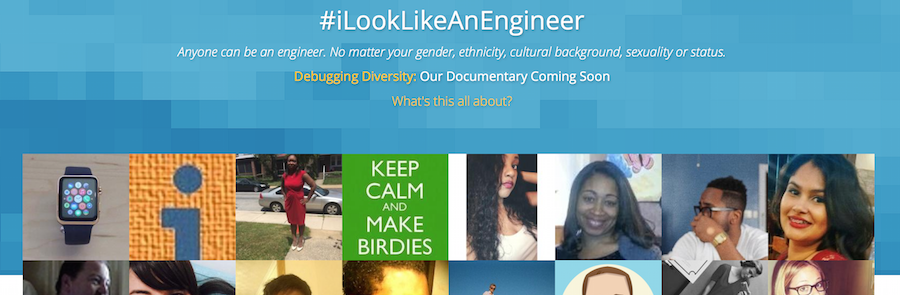 #iLookLikeAnEngineer
Anyone can be an engineer. No matter your gender, ethnicity, cultural background, sexuality or status.
Debugging Diversity: Our Documentary Coming Soon
What's this all about?
i
KEEP
CALM
AND
MAKE
BIRDIES